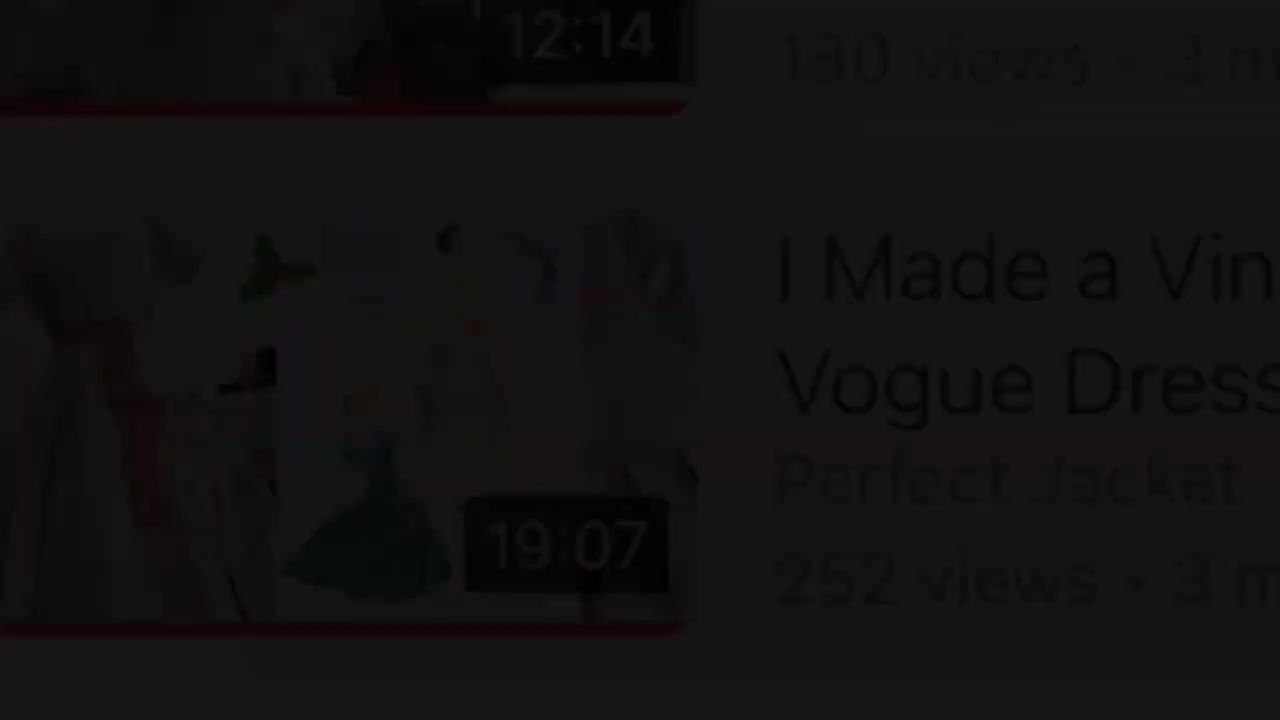 12:14
180 views · 3 m
I Made a Vin
Vogue Dress
Perfect Jacket
19:07
252 views · 3 m